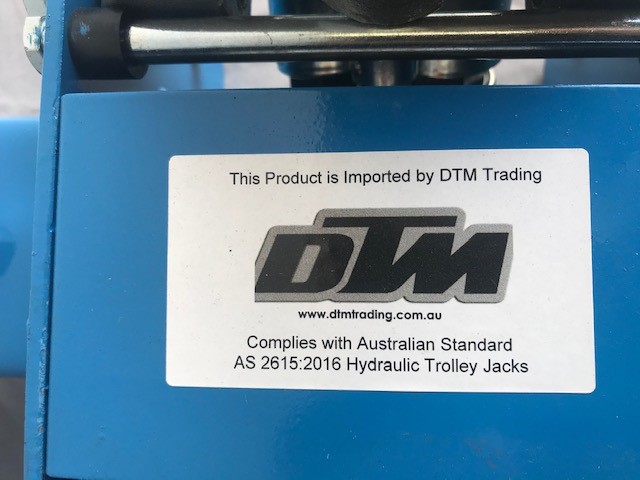 This Product is Imported by DTM Trading
DTM
www.dtmtrading.com.au
Complies with Australian Standard
AS 2615:2016 Hydraulic Trolley Jacks